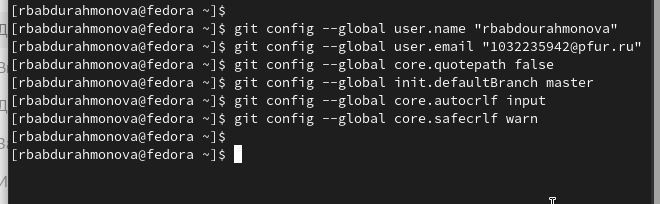 [rbabdurahmonova@fedora ~]$
[rbabdurahmonova@fedora ~]$ git config --global user.name "rbabdourahmonova"
[rbabdurahmonova@fedora ~]$ git config --global user.email "1032235942@pfur.ru"
[rbabdurahmonova@fedora ~]$ git config --global core.quotepath false
[rbabdurahmonova@fedora ~]$ git config --global init.defaultBranch master
[rbabdurahmonova@fedora ~]$ git config --global core.autocrlf input
[rbabdurahmonova@fedora ~]$ git config --global core.safecrlf warn
[rbabdurahmonova@fedora ~]$
[rbabdurahmonova@fedora ~]$